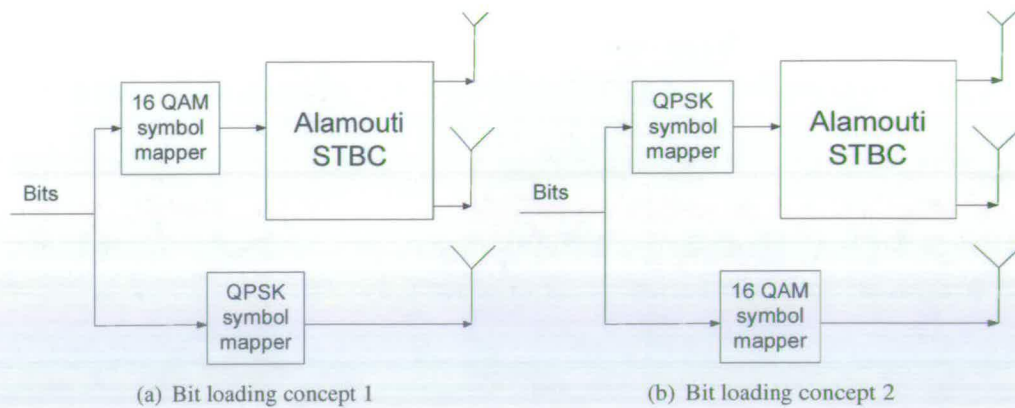 16 QAM
symbol
mapper
Alamouti
STBC
Bits
QPSK
symbol
mapper
(a) Bit loading concept 1
QPSK
symbol
mapper
Alamouti
STBC
Bits
16 QAM
symbol
mapper
(b) Bit loading concept 2